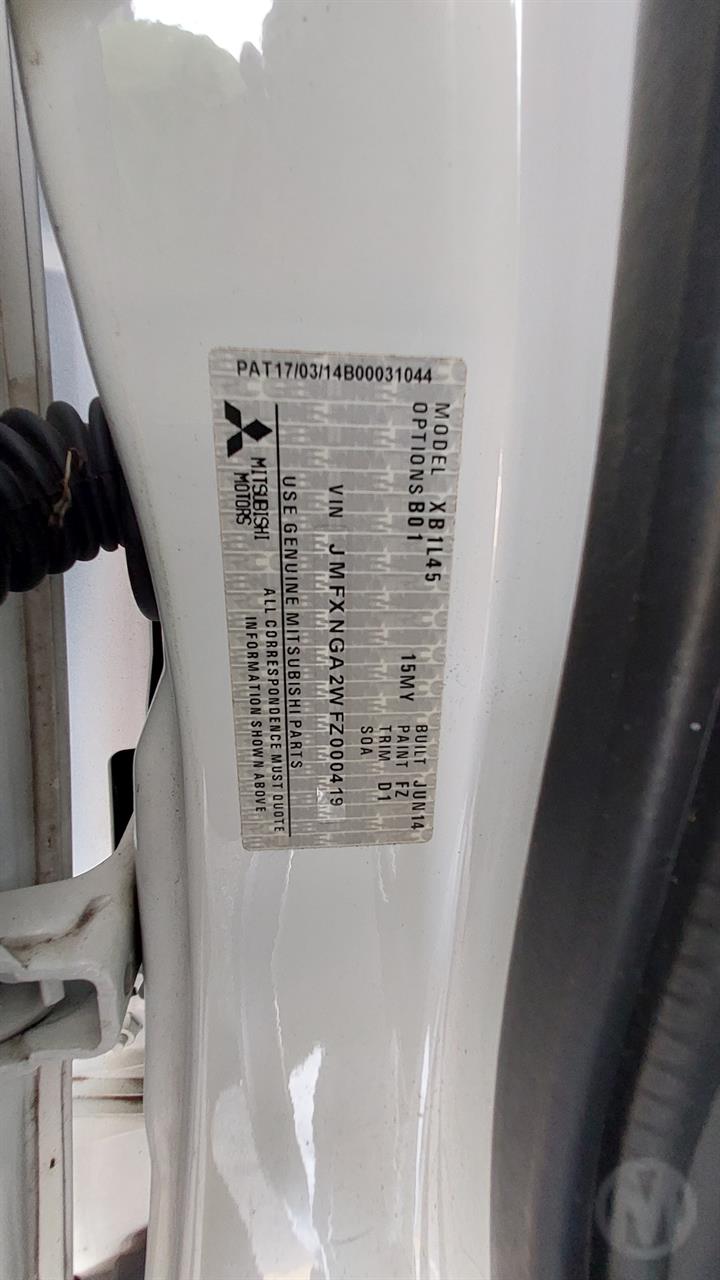 PAT17/03/14B00031044
MODEL XB1L45 BUILT JUN14
OPTIONS B01 15MY PAINT FZ
TRIM D1
SOA
VIN JMFXNGA2WFZ000419
USE GENUINE MITSUBISHI PARTS
MITSUBISHI
MOTORS
ALL CORRESPONDENCE MUST QUOTE
INFORMATION SHOWN ABOVE